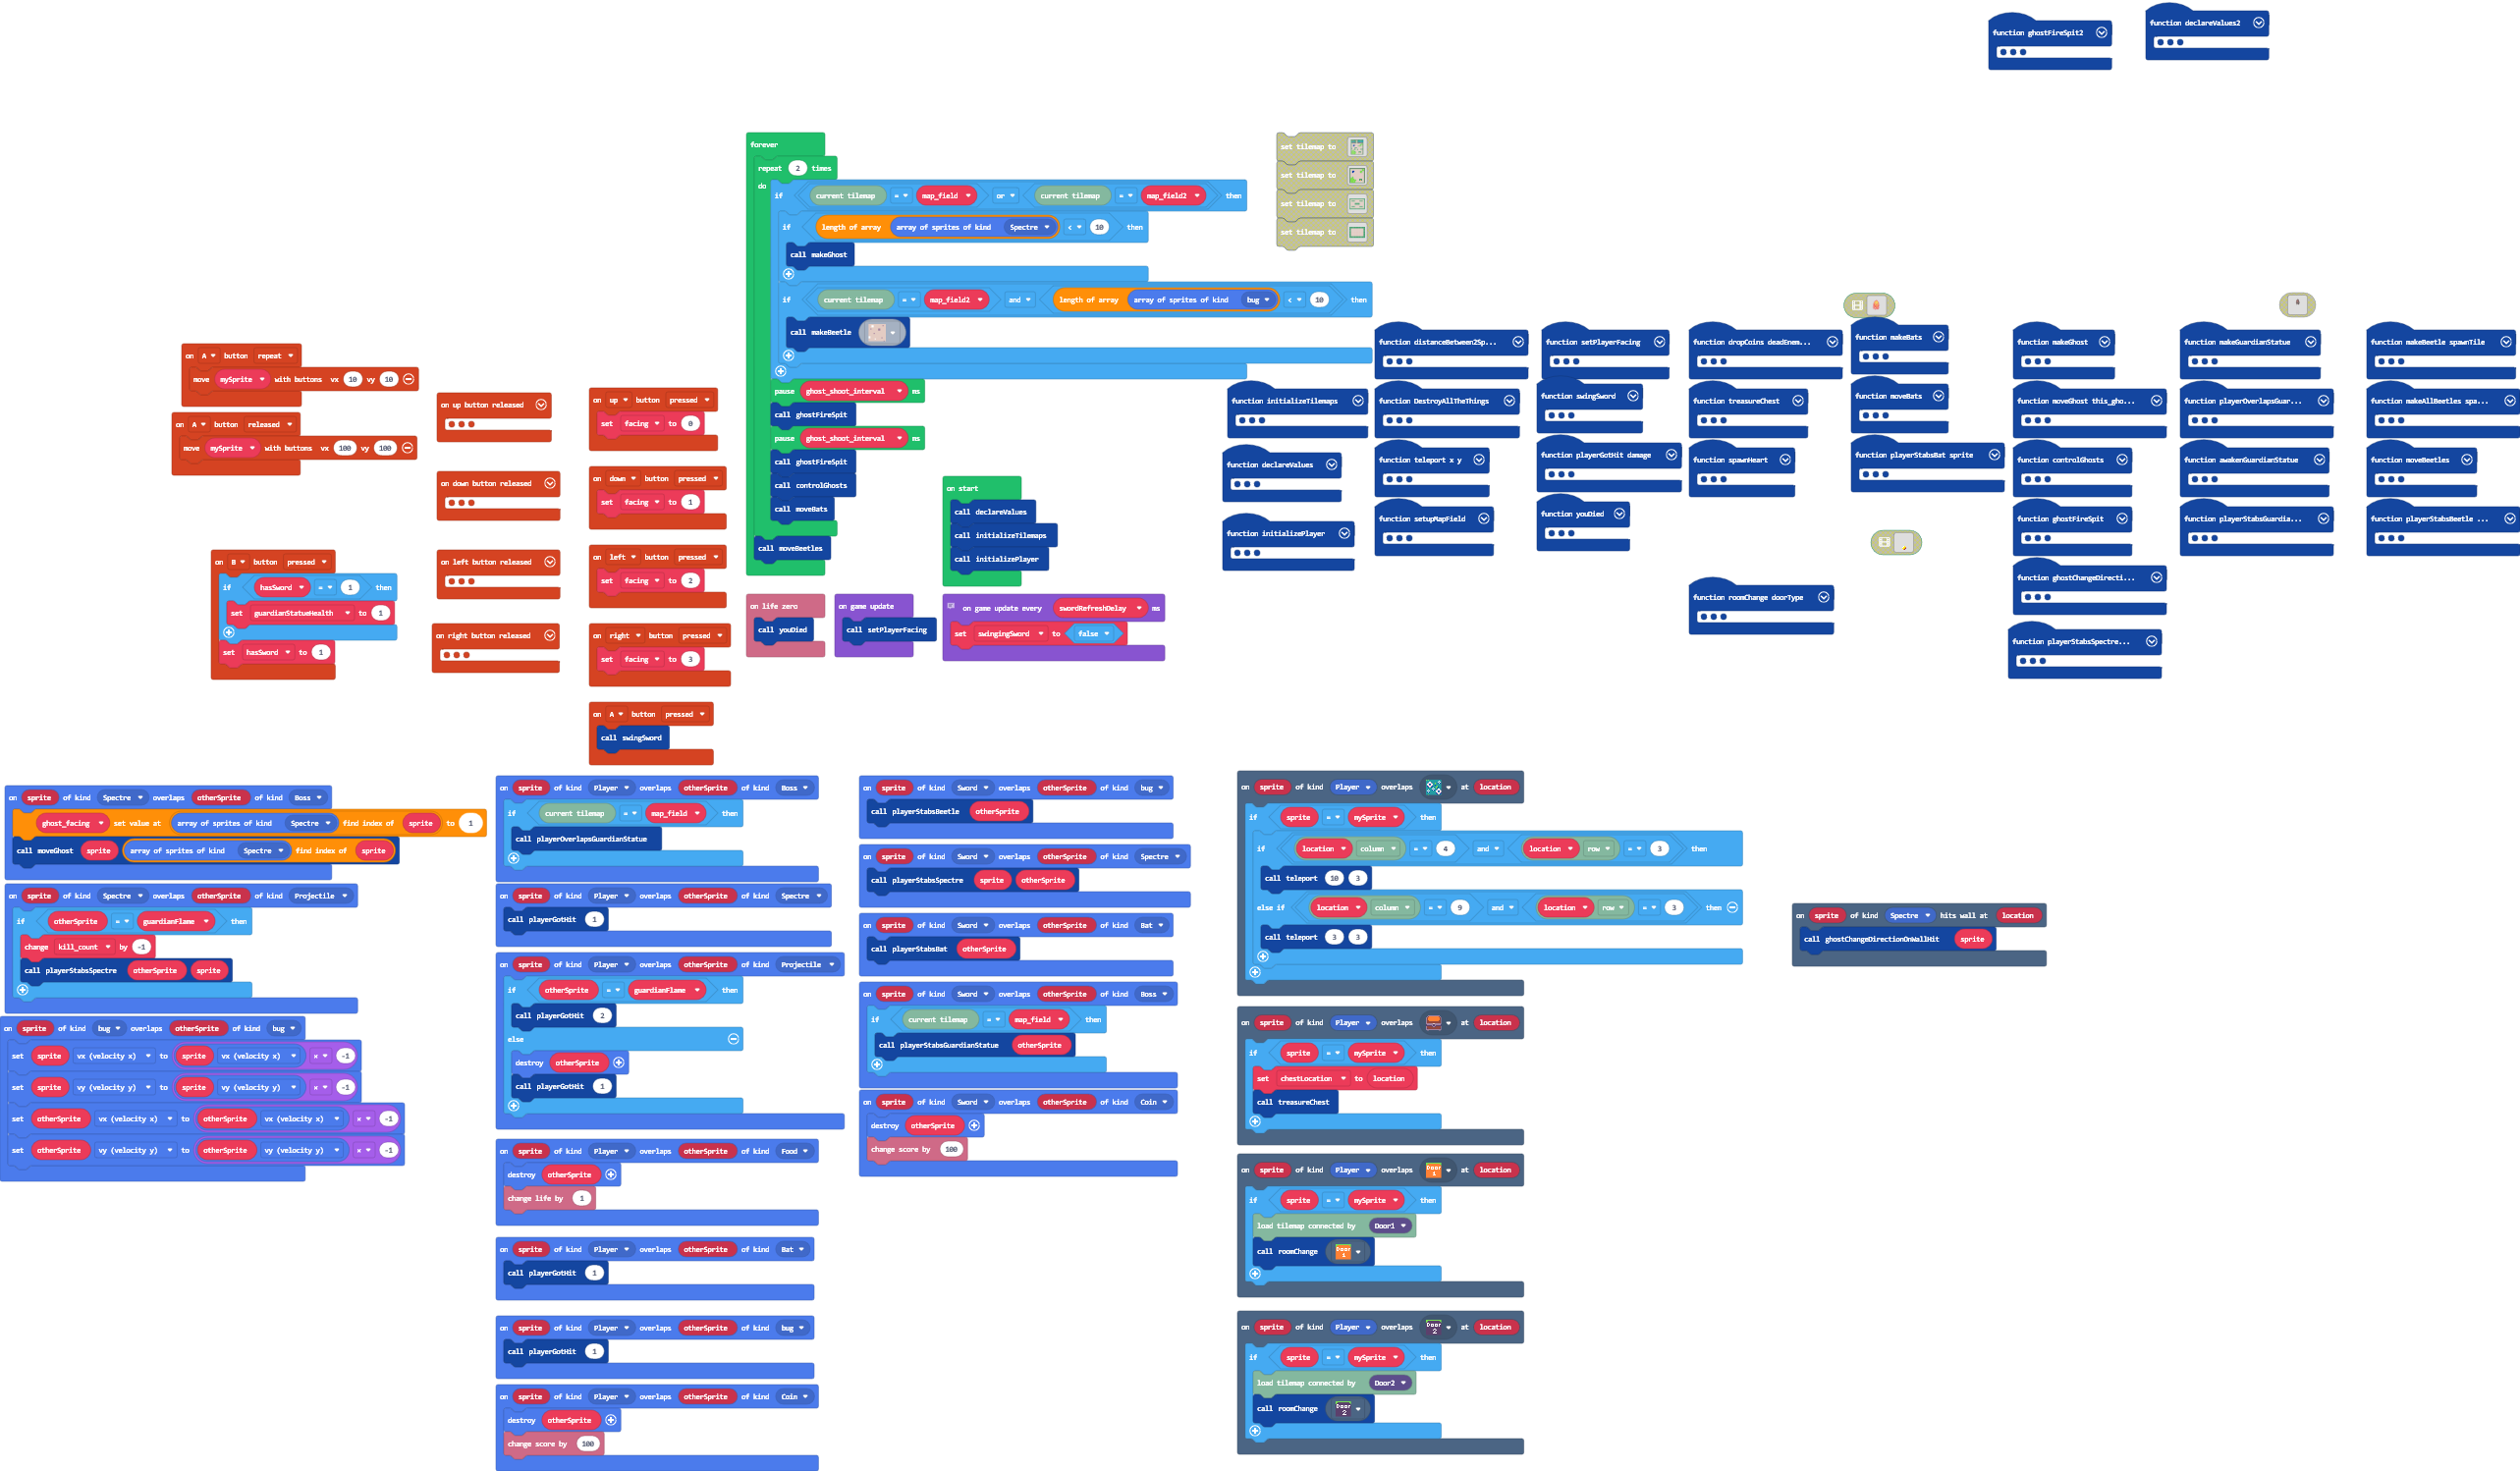 function ghostFireSpit2
function declareValues2
forever
repeat 2 times
do
if current tilemap = map_field or current tilemap = map_field2 then
if length of array array of sprites of kind Spectre < 10 then
call makeGhost
if current tilemap = map_field2 and length of array array of sprites of kind bug < 10 then
call makeBeetle
pause ghost_shoot_interval ms
call ghostFireSpit
pause ghost_shoot_interval ms
call ghostFireSpit
call controlGhosts
call moveBats
call moveBeetles
set tilemap to
set tilemap to
set tilemap to
set tilemap to
on A button repeat
move mySprite with buttons vx 10 vy 10
on A button released
move mySprite with buttons vx 100 vy 100
on B button pressed
if hasSword = 1 then
set guardianStatueHealth to 1
set hasSword to 1
on up button released
on down button released
on left button released
on right button released
on up button pressed
set facing to 0
on down button pressed
set facing to 1
on left button pressed
set facing to 2
on right button pressed
set facing to 3
on A button pressed
call swingSword
on start
call declareValues
call initializeTilemaps
call initializePlayer
on life zero
call youDied
on game update
call setPlayerFacing
on game update every swordRefreshDelay ms
set swingingSword to false
function initializeTilemaps
function declareValues
function initializePlayer
function distanceBetween2Sp...
function DestroyAllTheThings
function teleport x y
function setupMapField
function setPlayerFacing
function swingSword
function playerGotHit damage
function youDied
function dropCoins deadEnem...
function treasureChest
function spawnHeart
function roomChange doorType
function makeBats
function moveBats
function playerStabsBat sprite
function makeGhost
function moveGhost this_gho...
function controlGhosts
function ghostFireSpit
function ghostChangeDirecti...
function playerStabsSpectre...
function makeGuardianStatue
function playerOverlapsGuar...
function awakenGuardianStatue
function playerStabsGuardia...
function makeBeetle spawnTile
function makeAllBeetles spa...
function moveBeetles
function playerStabsBeetle ...
on sprite of kind Spectre overlaps otherSprite of kind Boss
ghost_facing set value at array of sprites of kind Spectre find index of sprite to 1
call moveGhost sprite array of sprites of kind Spectre find index of sprite
on sprite of kind Spectre overlaps otherSprite of kind Projectile
if otherSprite = guardianFlame then
change kill_count by -1
call playerStabsSpectre otherSprite sprite
on sprite of kind bug overlaps otherSprite of kind bug
set sprite vx (velocity x) to sprite vx (velocity x) × -1
set sprite vy (velocity y) to sprite vy (velocity y) × -1
set otherSprite vx (velocity x) to otherSprite vx (velocity x) × -1
set otherSprite vy (velocity y) to otherSprite vy (velocity y) × -1
on sprite of kind Player overlaps otherSprite of kind Boss
if current tilemap = map_field then
call playerOverlapsGuardianStatue
on sprite of kind Player overlaps otherSprite of kind Spectre
call playerGotHit 1
on sprite of kind Player overlaps otherSprite of kind Projectile
if otherSprite = guardianFlame then
call playerGotHit 2
else
destroy otherSprite
call playerGotHit 1
on sprite of kind Player overlaps otherSprite of kind Food
destroy otherSprite
change life by 1
on sprite of kind Player overlaps otherSprite of kind Bat
call playerGotHit 1
on sprite of kind Player overlaps otherSprite of kind bug
call playerGotHit 1
on sprite of kind Player overlaps otherSprite of kind Coin
destroy otherSprite
change score by 100
on sprite of kind Sword overlaps otherSprite of kind bug
call playerStabsBeetle otherSprite
on sprite of kind Sword overlaps otherSprite of kind Spectre
call playerStabsSpectre sprite otherSprite
on sprite of kind Sword overlaps otherSprite of kind Bat
call playerStabsBat otherSprite
on sprite of kind Sword overlaps otherSprite of kind Boss
if current tilemap = map_field then
call playerStabsGuardianStatue otherSprite
on sprite of kind Sword overlaps otherSprite of kind Coin
destroy otherSprite
change score by 100
on sprite of kind Player overlaps at location
if sprite = mySprite then
if location column = 4 and location row = 3 then
call teleport 10 3
else if location column = 9 and location row = 3 then
call teleport 3 3
on sprite of kind Player overlaps at location
if sprite = mySprite then
set chestLocation to location
call treasureChest
on sprite of kind Player overlaps Door 1 at location
if sprite = mySprite then
load tilemap connected by Door1
call roomChange Door 1
on sprite of kind Player overlaps Door 2 at location
if sprite = mySprite then
load tilemap connected by Door2
call roomChange Door 2
on sprite of kind Spectre hits wall at location
call ghostChangeDirectionOnWallHit sprite